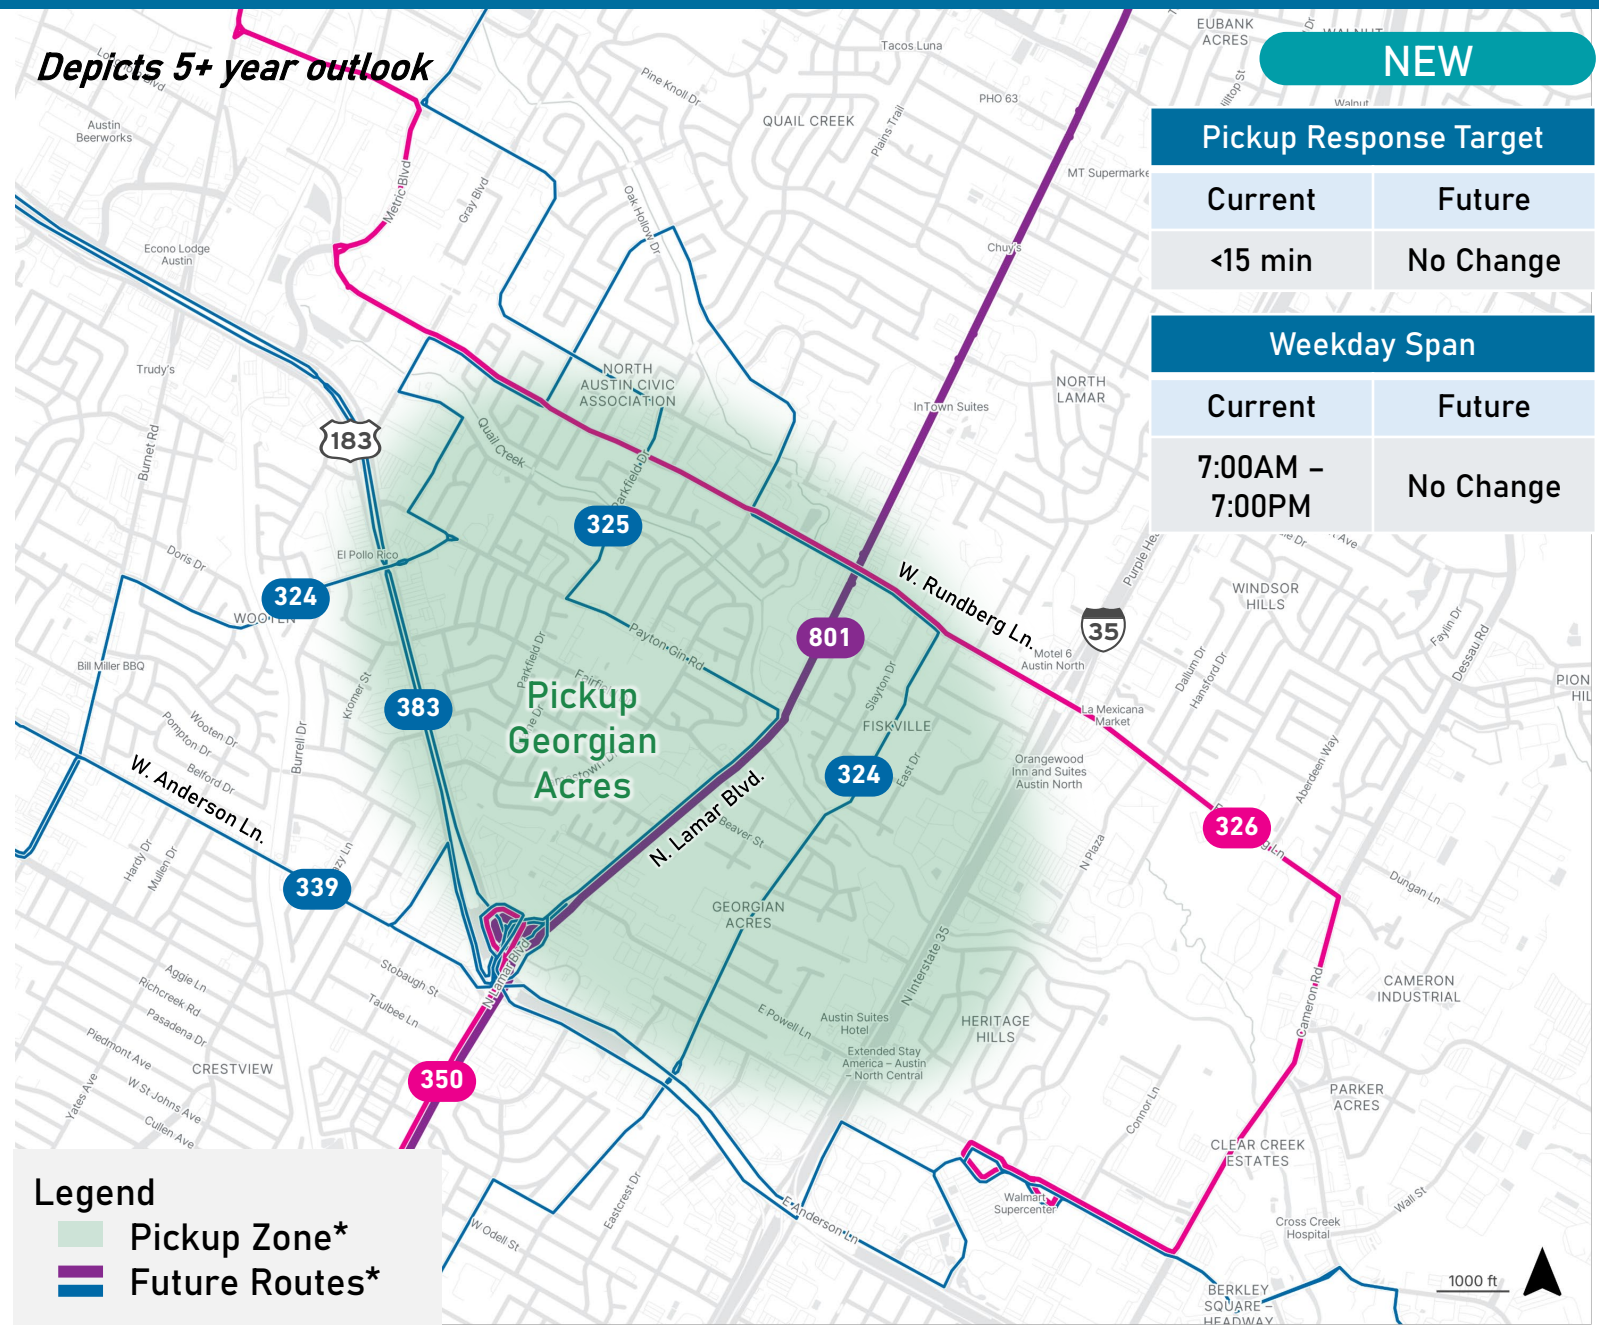 Depicts 5+ year outlook
NEW
Pickup Response Target
Current
Future
<15 min
No Change
Weekday Span
Current
Future
7:00AM –
7:00PM
No Change
EUBANK
ACRES
Tacos Luna
Pine Knoll Dr
PHO 63
QUAIL CREEK
Plains Trail
Walnut
Austin
Beerworks
Metric Blvd
Gray Blvd
Oak Hollow Dr
Chuy's
Econo Lodge
Austin
Trudy's
NORTH
AUSTIN CIVIC
ASSOCIATION
NORTH
LAMAR
InTown Suites
183
Burnet Rd
Quail Creek
Parkfield Dr
325
El Pollo Rico
Doris Dr
324
W. Rundberg Ln.
WINDSOR
HILLS
35
801
Motel 6
Austin North
Faylin Dr
Dessau Rd
Dallum Dr
Hansford Dr
Bill Miller BBQ
Payton Gin Rd
Parkfield Dr
Slayton Dr
Kromer St
383
Pickup
Georgian
Acres
La Mexicana
Market
FISKVILLE
Wooten Dr
Pompton Dr
Belford Dr
Burrell Dr
324
East Dr
Orangewood
Inn and Suites
Austin North
Aberdeen Way
W. Anderson Ln.
N. Lamar Blvd.
Beaver St
326
N Plaza
Hardy Dr
Mullen Dr
339
Dungan Ln
GEORGIAN
ACRES
N Lamar Blvd
N Interstate 35
Stobaugh St
Taulbee Ln
Aggie Ln
Richcreek Rd
Pasadena Dr
Piedmont Ave
W St Johns Ave
Cullen Ave
Yates Ave
CRESTVIEW
350
E Powell Ln
Austin Suites
Hotel
Extended Stay
America – Austin
– North Central
HERITAGE
HILLS
Cameron Rd
CAMERON
INDUSTRIAL
PARKER
ACRES
Connor Ln
CLEAR CREEK
ESTATES
Wall St
Walmart
Supercenter
Cross Creek
Hospital
E Anderson Ln
Eastcrest Dr
W Odell St
BERKLEY
SQUARE –
HEADWAY
1000 ft
Legend
Pickup Zone*
Future Routes*